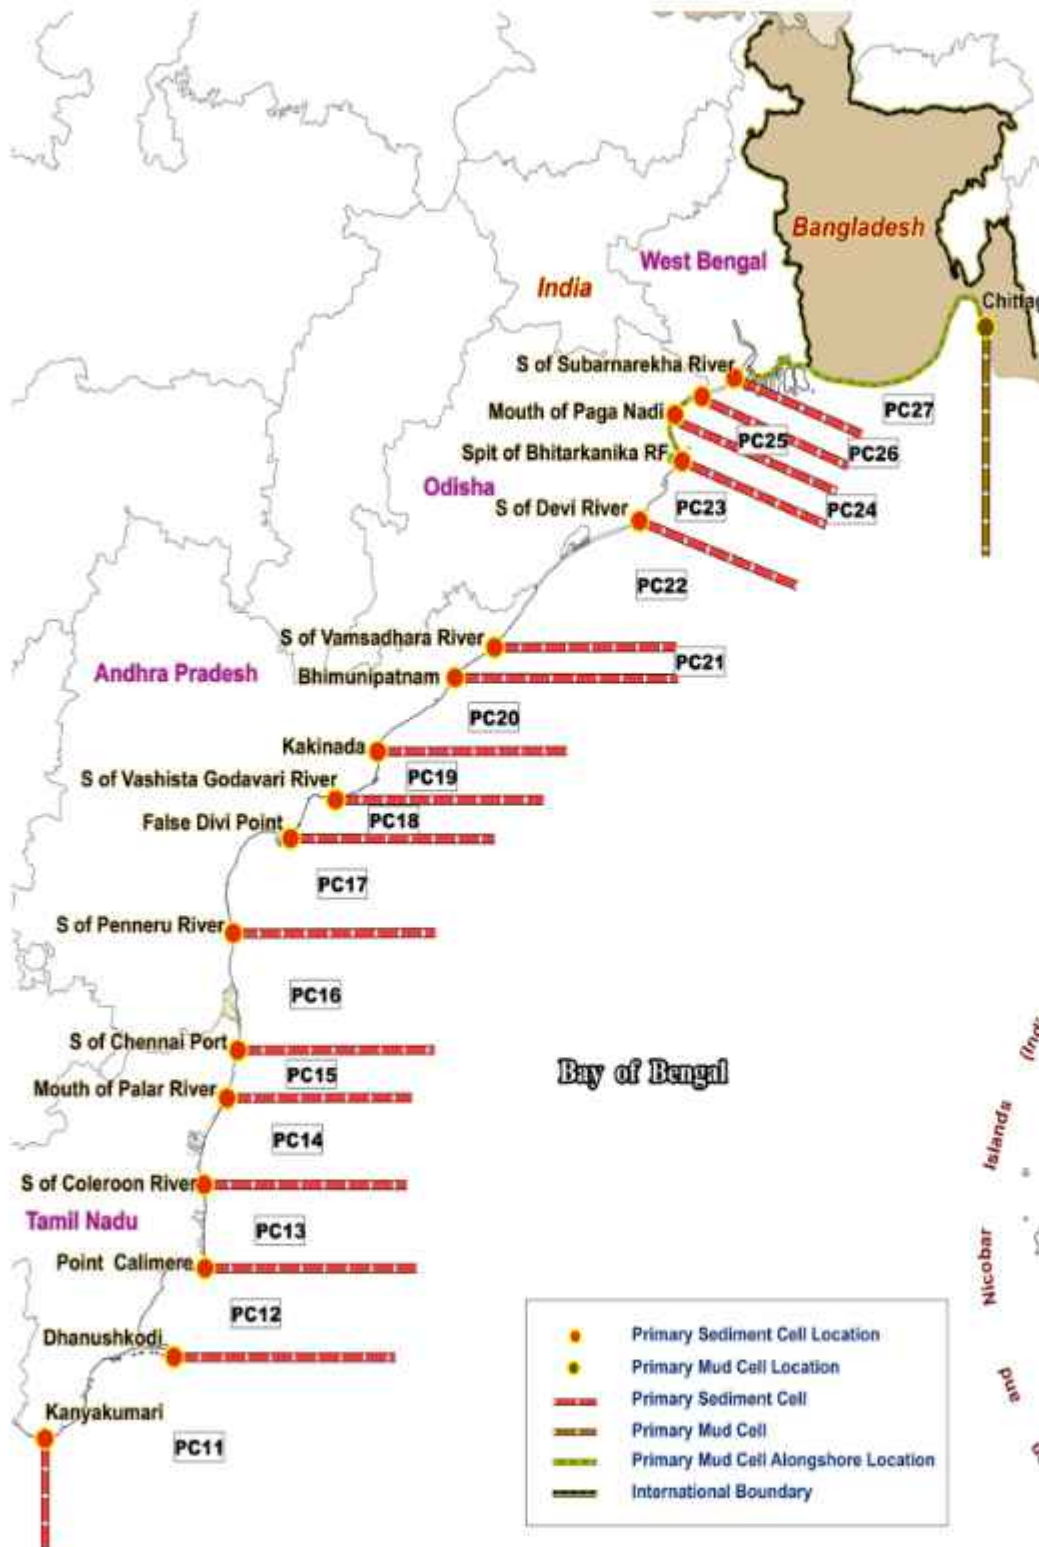 Bangladesh
West Bengal
India
S of Subarnarekha River
PC27
Mouth of Paga Nadi
PC25
PC26
Spit of Bhitarkanika RF
Odisha
S of Devi River
PC23
PC24
PC22
S of Vamsadhara River
Andhra Pradesh
Bhimunipatnam
PC21
PC20
Kakinada
S of Vashista Godavari River
PC19
False Divi Point
PC18
PC17
S of Penneru River
PC16
S of Chennai Port
Mouth of Palar River
PC15
Bay of Bengal
PC14
S of Coleroon River
Tamil Nadu
PC13
Point Calimere
PC12
Dhanushkodi
Kanyakumari
PC11
Islands
Nicobar
and
Primary Sediment Cell Location
Primary Mud Cell Location
Primary Sediment Cell
Primary Mud Cell
Primary Mud Cell Alongshore Location
International Boundary